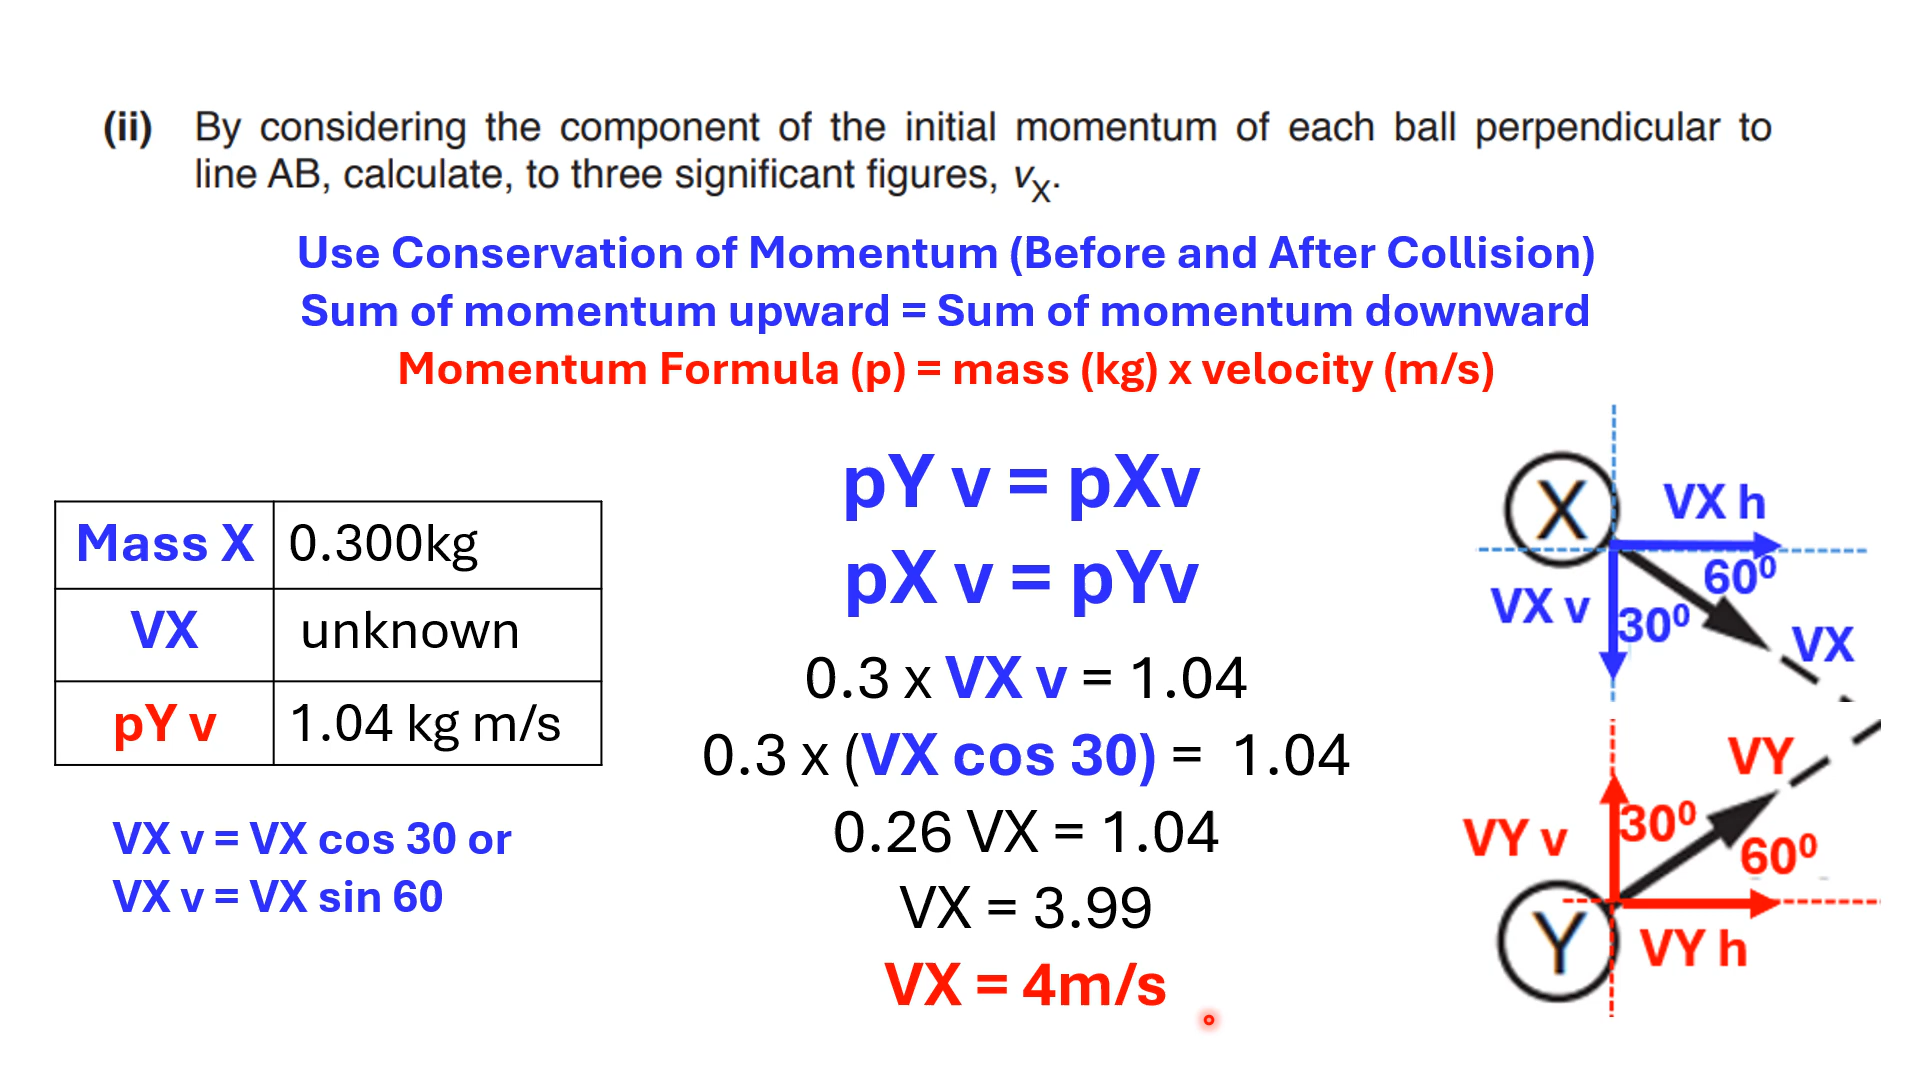 (ii) By considering the component of the initial momentum of each ball perpendicular to
line AB, calculate, to three significant figures, vX.
Use Conservation of Momentum (Before and After Collision)
Sum of momentum upward = Sum of momentum downward
Momentum Formula (p) = mass (kg) x velocity (m/s)
Mass X 0.300kg
VX unknown
pY v 1.04 kg m/s
VX v = VX cos 30 or
VX v = VX sin 60
pY v = pXv
pX v = pYv
0.3 x VX v = 1.04
0.3 x (VX cos 30) = 1.04
0.26 VX = 1.04
VX = 3.99
VX = 4m/s
X
VX h
60⁰
VX v
30⁰
VX
VY
30⁰
VY v
60⁰
Y
VY h